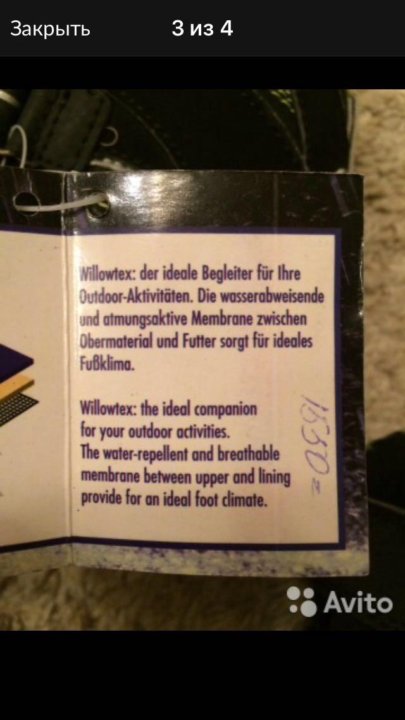 Закрыть
3 из 4
Willowtex: der ideale Begleiter für Ihre
Outdoor-Aktivitäten. Die wasserabweisende
und atmungsaktive Membrane zwischen
Obermaterial und Futter sorgt für ideales
Fußklima.
Willowtex: the ideal companion
for your outdoor activities.
The water-repellent and breathable
membrane between upper and lining
provide for an ideal foot climate.
Avito